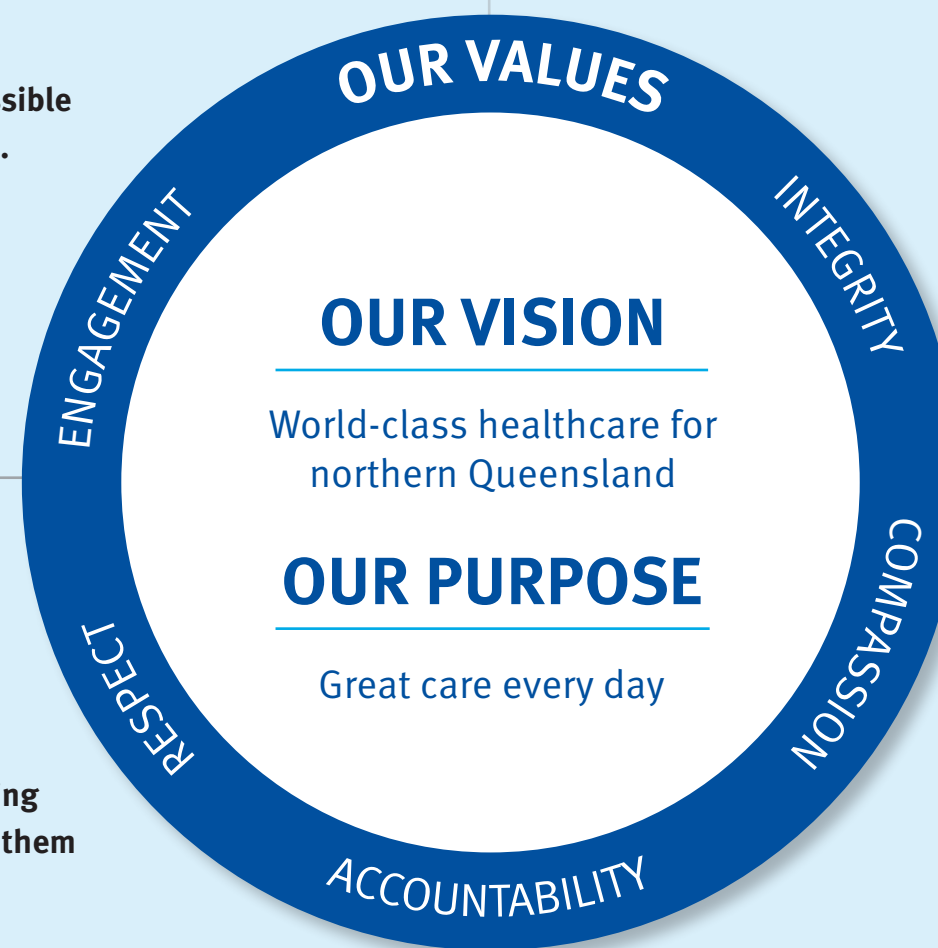 OUR VALUES
INTEGRITY
COMPASSION
ACCOUNTABILITY
RESPECT
ENGAGEMENT
OUR VISION
World-class healthcare for
northern Queensland
OUR PURPOSE
Great care every day
them